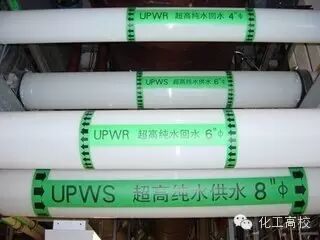 UPWR 超高纯水回水 4"φ
UPWS 超高纯水供水 6"φ
UPWR 超高纯水回水 6"φ
UPWS 超高纯水供水 8"φ
化工高校